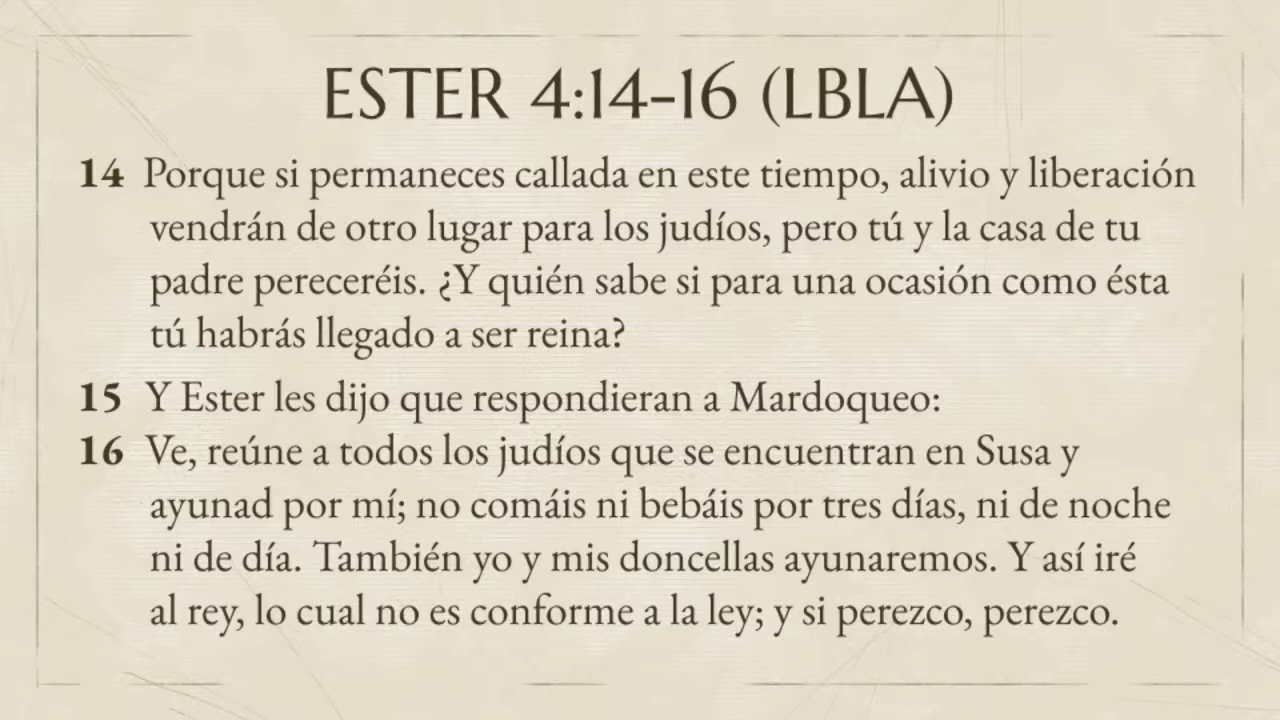 ESTER 4:14-16 (LBLA)
14 Porque si permaneces callada en este tiempo, alivio y liberación
vendrán de otro lugar para los judíos, pero tú y la casa de tu
padre pereceréis. ¿Y quién sabe si para una ocasión como ésta
tú habrás llegado a ser reina?
15 Y Ester les dijo que respondieran a Mardoqueo:
16 Ve, reúne a todos los judíos que se encuentran en Susa y
ayunad por mí; no comáis ni bebáis por tres días, ni de noche
ni de día. También yo y mis doncellas ayunaremos. Y así iré
al rey, lo cual no es conforme a la ley; y si perezco, perezco.